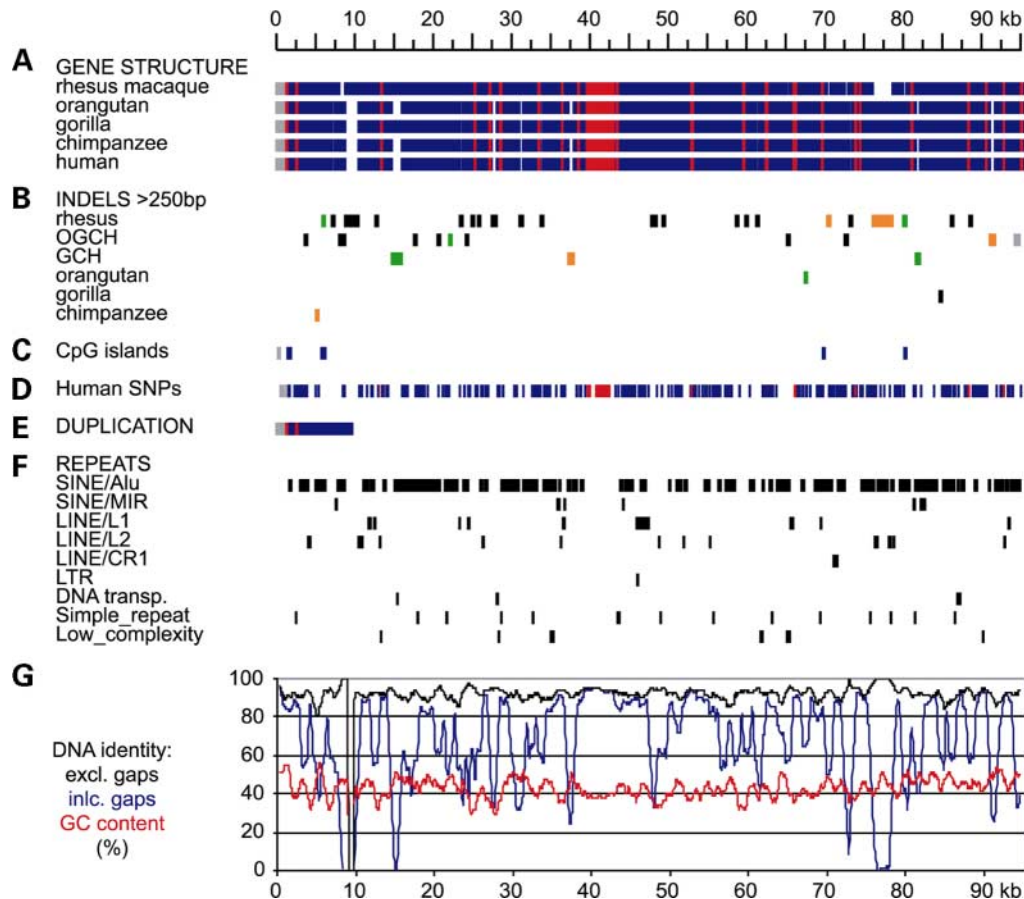 0 10 20 30 40 50 60 70 80 90 kb
A
GENE STRUCTURE
rhesus macaque
orangutan
gorilla
chimpanzee
human
B
INDELS >250bp
rhesus
OGCH
GCH
orangutan
gorilla
chimpanzee
C CpG islands
D Human SNPs
E DUPLICATION
F REPEATS
SINE/Alu
SINE/MIR
LINE/L1
LINE/L2
LINE/CR1
LTR
DNA transp.
Simple_repeat
Low_complexity
G
DNA identity:
excl. gaps
inlc. gaps
GC content
(%)
100
80
60
40
20
0
0 10 20 30 40 50 60 70 80 90 kb